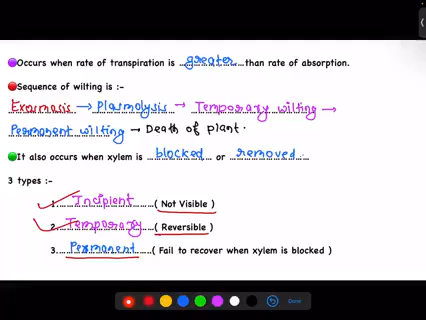 Occurs when rate of transpiration is greater than rate of absorption.
Sequence of wilting is :-
Exosmosis → Plasmolysis → Temporary wilting →
Permanent wilting → Death of plant.
It also occurs when xylem is blocked or removed
3 types :-
1. Incipient ( Not Visible )
2. Temporary ( Reversible )
3. Permanent ( Fail to recover when xylem is blocked )
Done